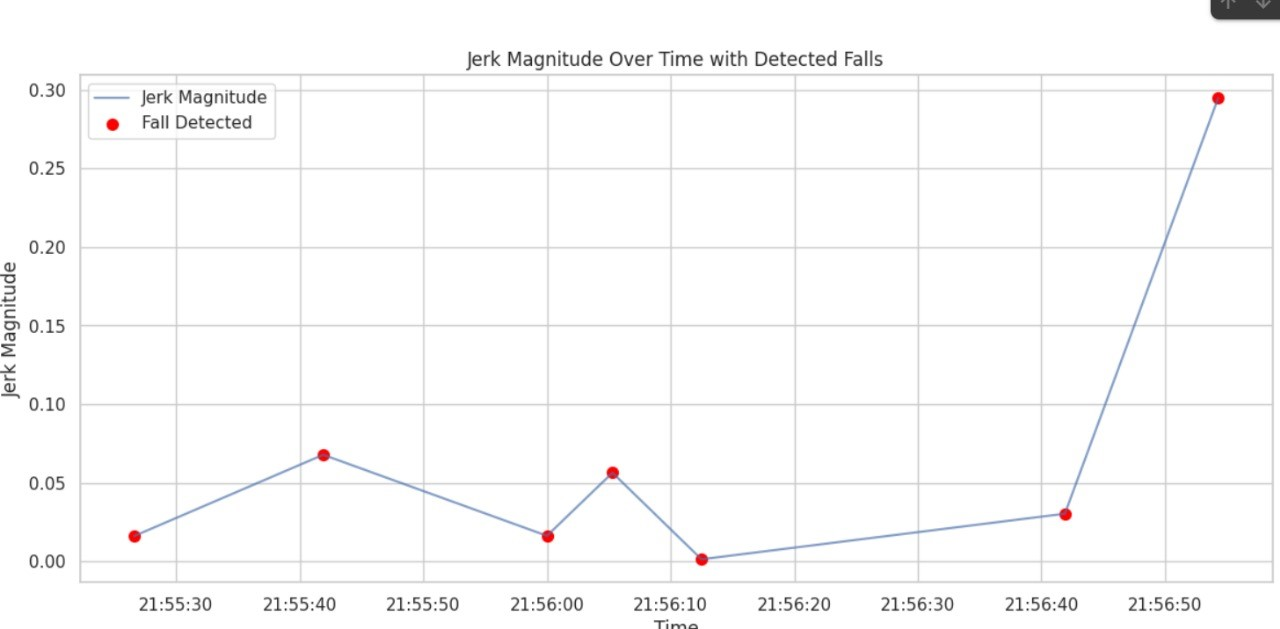 Jerk Magnitude Over Time with Detected Falls
Jerk Magnitude
Fall Detected
Jerk Magnitude
0.30
0.25
0.20
0.15
0.10
0.05
0.00
21:55:30 21:55:40 21:55:50 21:56:00 21:56:10 21:56:20 21:56:30 21:56:40 21:56:50
Time